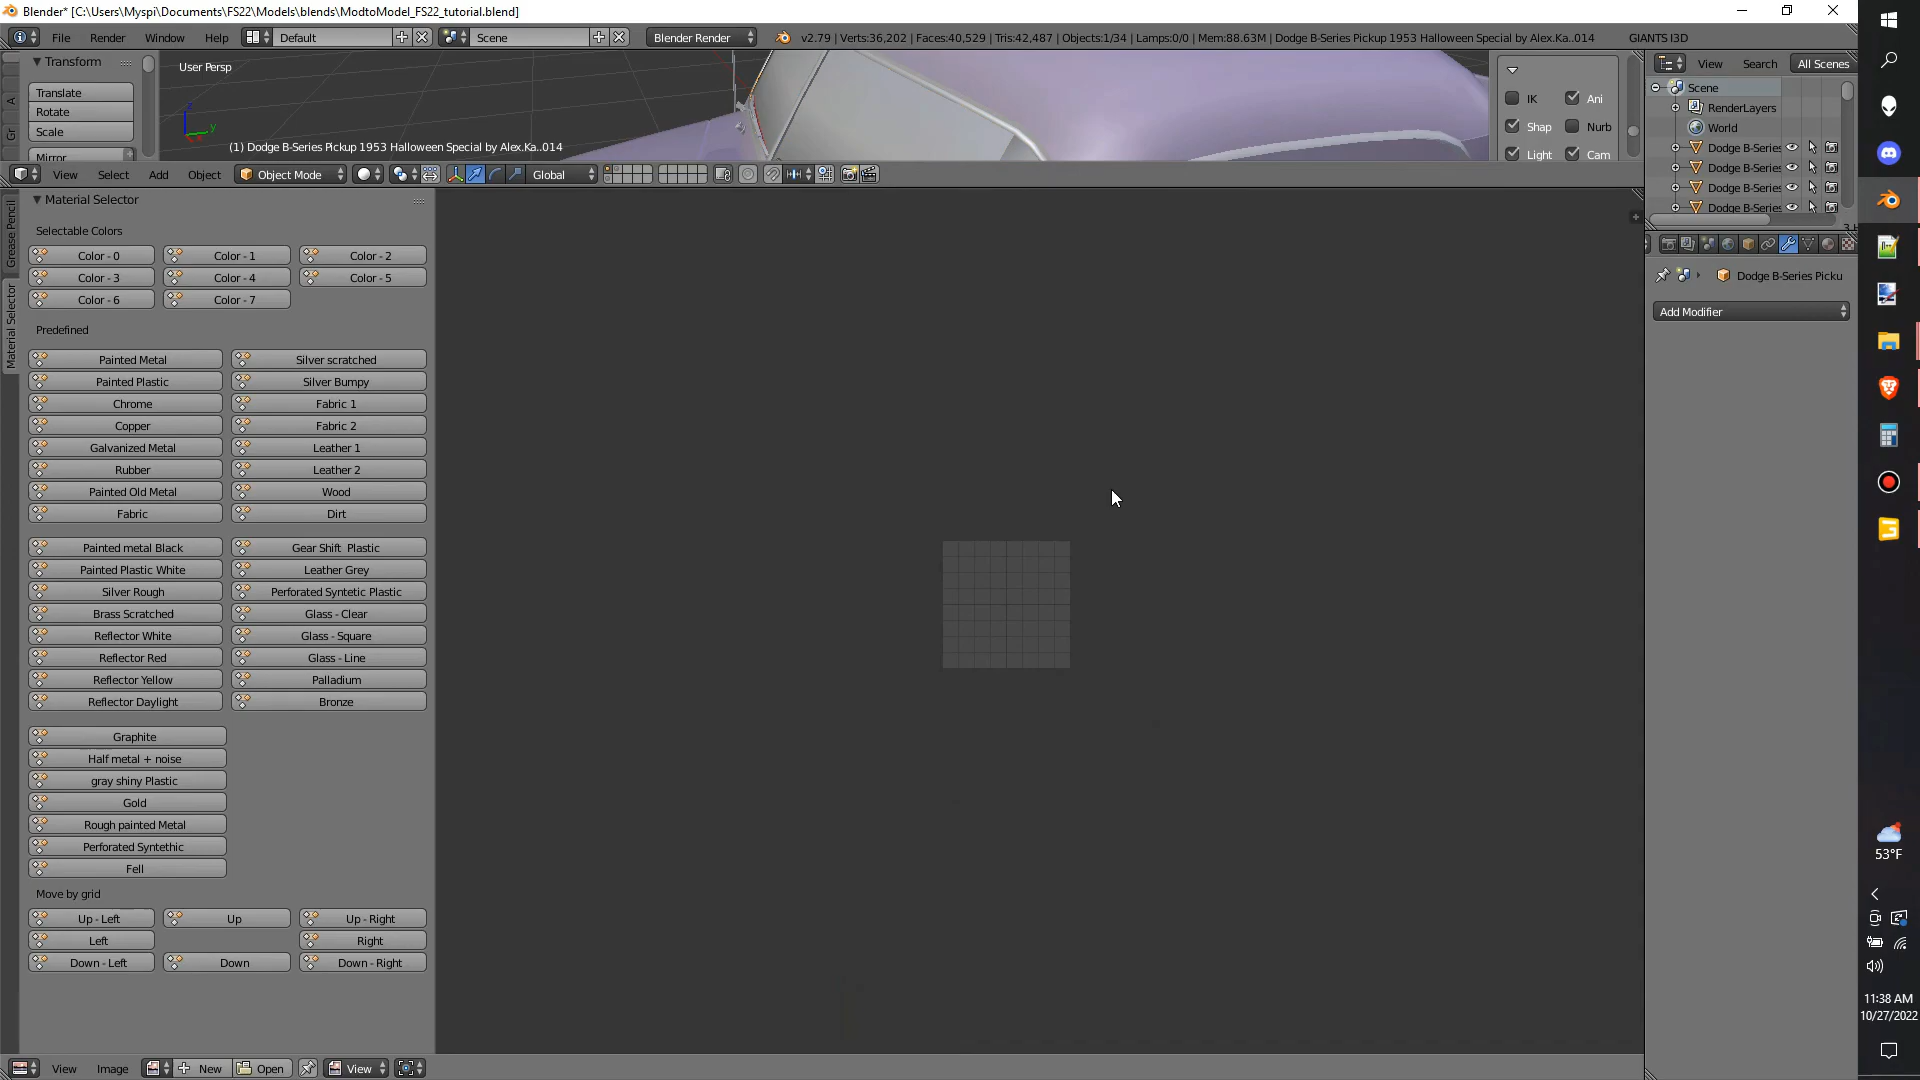 Blender* [C:\Users\Myspi\Documents\FS22\Models\blends\ModtoModel_FS22_tutorial.blend]
File Render Window Help Default Scene Blender Render v2.79 | Verts:36,202 | Faces:40,529 | Tris:42,487 | Objects:1/34 | Lamps:0/0 | Mem:88.63M | Dodge B-Series Pickup 1953 Halloween Special by Alex.Ka..014 GIANTS I3D
Transform
Translate
Rotate
Scale
Mirror
A
Gr
User Persp
z
y
(1) Dodge B-Series Pickup 1953 Halloween Special by Alex.Ka..014
IK Ani
Shap Nurb
Light Cam
View Search All Scenes
Scene
RenderLayers
World
Dodge B-Series
Dodge B-Series
Dodge B-Series
Dodge B-Series
View Select Add Object Object Mode Global
Grease Pencil
Material Selector
Material Selector
Selectable Colors
Color - 0 Color - 1 Color - 2
Color - 3 Color - 4 Color - 5
Color - 6 Color - 7
Predefined
Painted Metal Silver scratched
Painted Plastic Silver Bumpy
Chrome Fabric 1
Copper Fabric 2
Galvanized Metal Leather 1
Rubber Leather 2
Painted Old Metal Wood
Fabric Dirt
Painted metal Black Gear Shift Plastic
Painted Plastic White Leather Grey
Silver Rough Perforated Syntetic Plastic
Brass Scratched Glass - Clear
Reflector White Glass - Square
Reflector Red Glass - Line
Reflector Yellow Palladium
Reflector Daylight Bronze
Graphite
Half metal + noise
gray shiny Plastic
Gold
Rough painted Metal
Perforated Syntethic
Fell
Move by grid
Up - Left Up Up - Right
Left Right
Down - Left Down Down - Right
View Image New Open View
Dodge B-Series Picku
Add Modifier
53°F
11:38 AM
10/27/2022